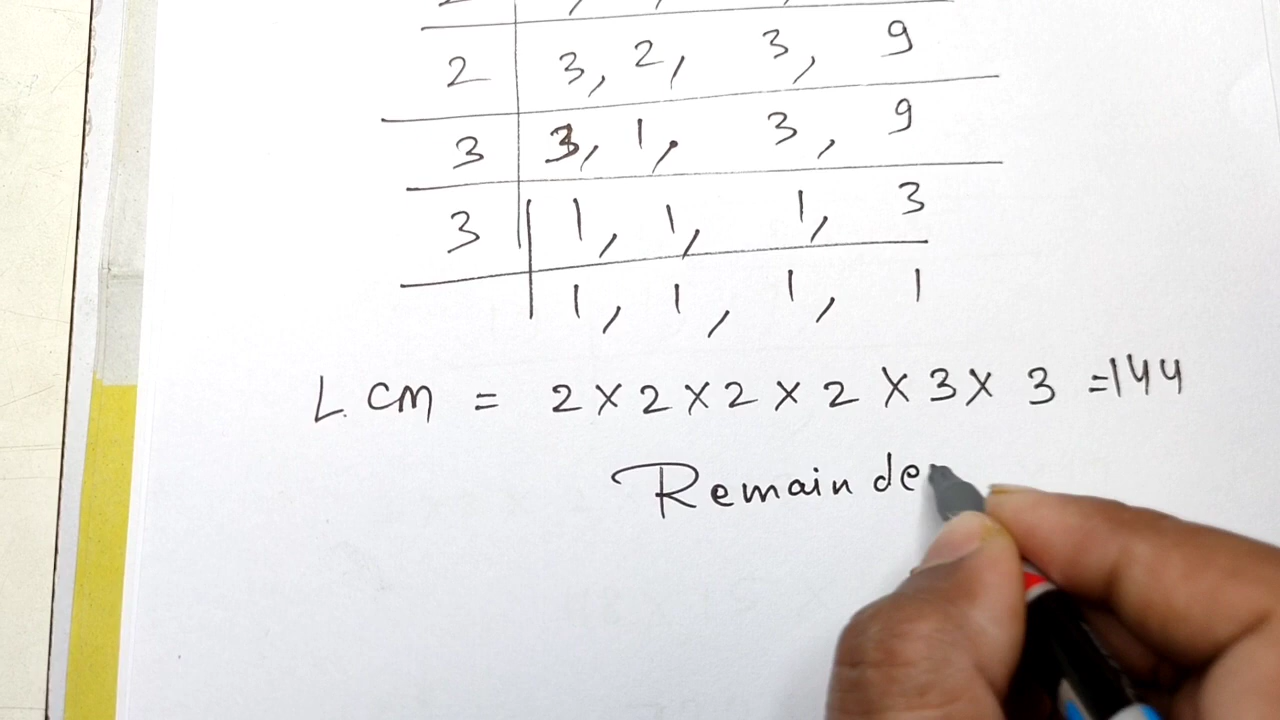 2 3, 2, 3, 9
3 3, 1, 3, 9
3 1, 1, 1, 3
1, 1, 1, 1
L.CM = 2 X 2 X 2 X 2 X 3 X 3 = 144
Remainde